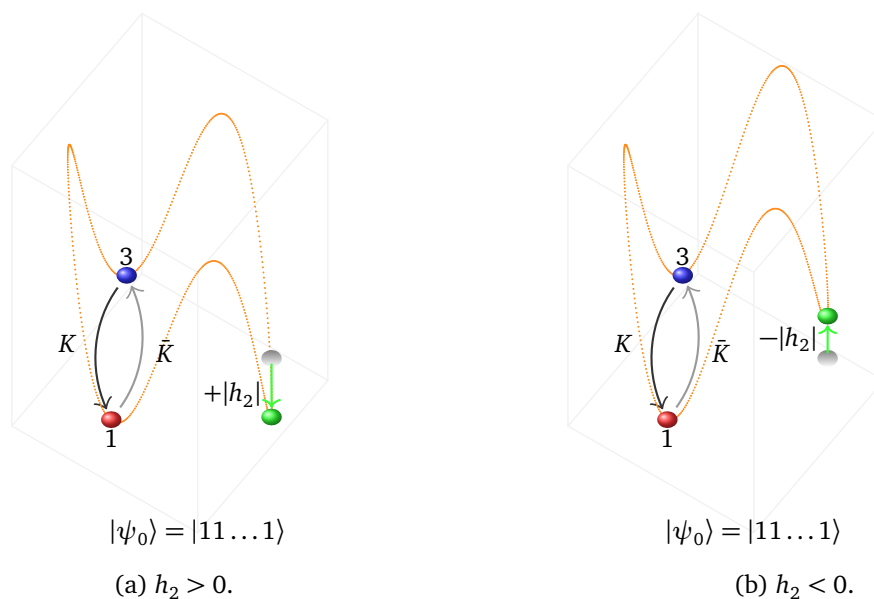 3
K
K̄
+|h₂|
1
|ψ₀⟩ = |11…1⟩
(a) h₂ > 0.
3
K
K̄
−|h₂|
1
|ψ₀⟩ = |11…1⟩
(b) h₂ < 0.